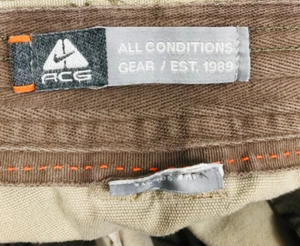 ACG
ALL CONDITIONS
GEAR / EST. 1989